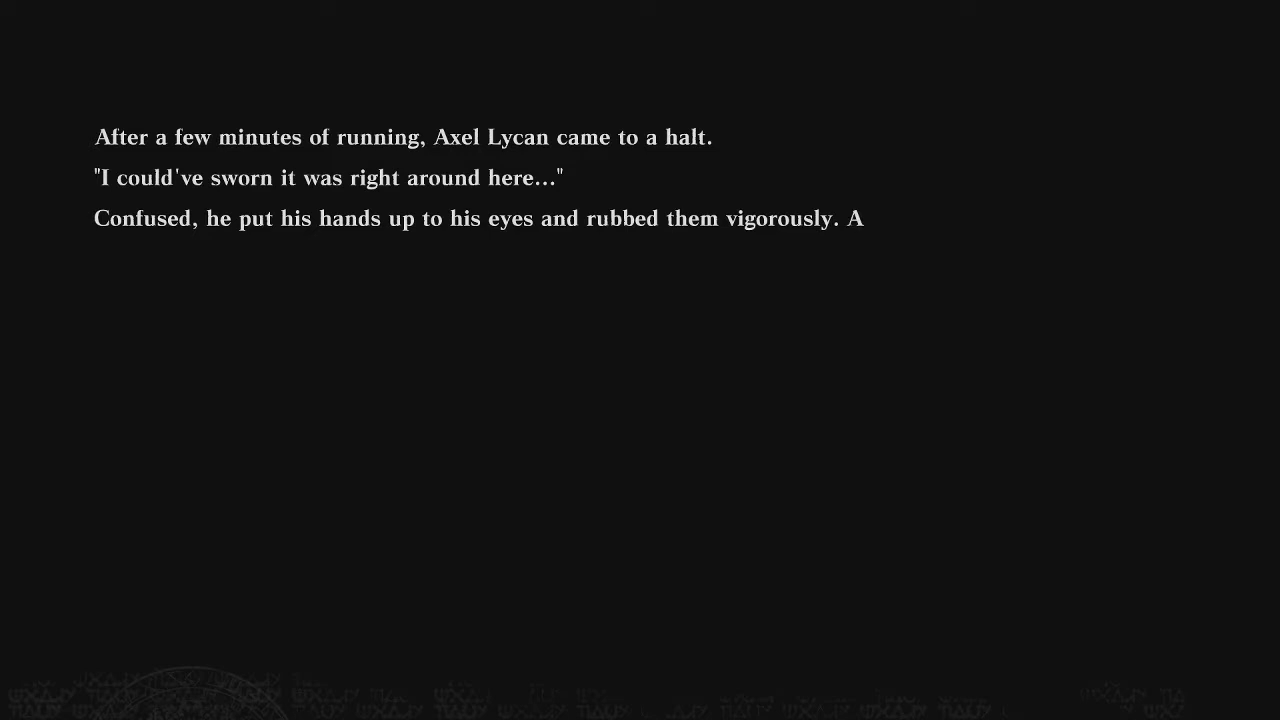 After a few minutes of running, Axel Lycan came to a halt.
"I could've sworn it was right around here..."
Confused, he put his hands up to his eyes and rubbed them vigorously. A